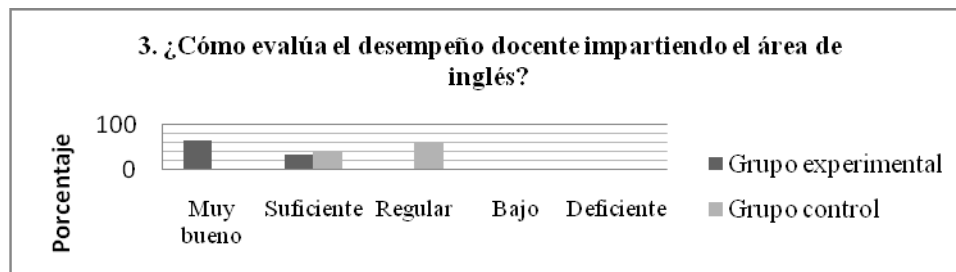 3. ¿Cómo evalúa el desempeño docente impartiendo el área de
inglés?
Porcentaje
100
0
Muy bueno
Suficiente
Regular
Bajo
Deficiente
Grupo experimental
Grupo control